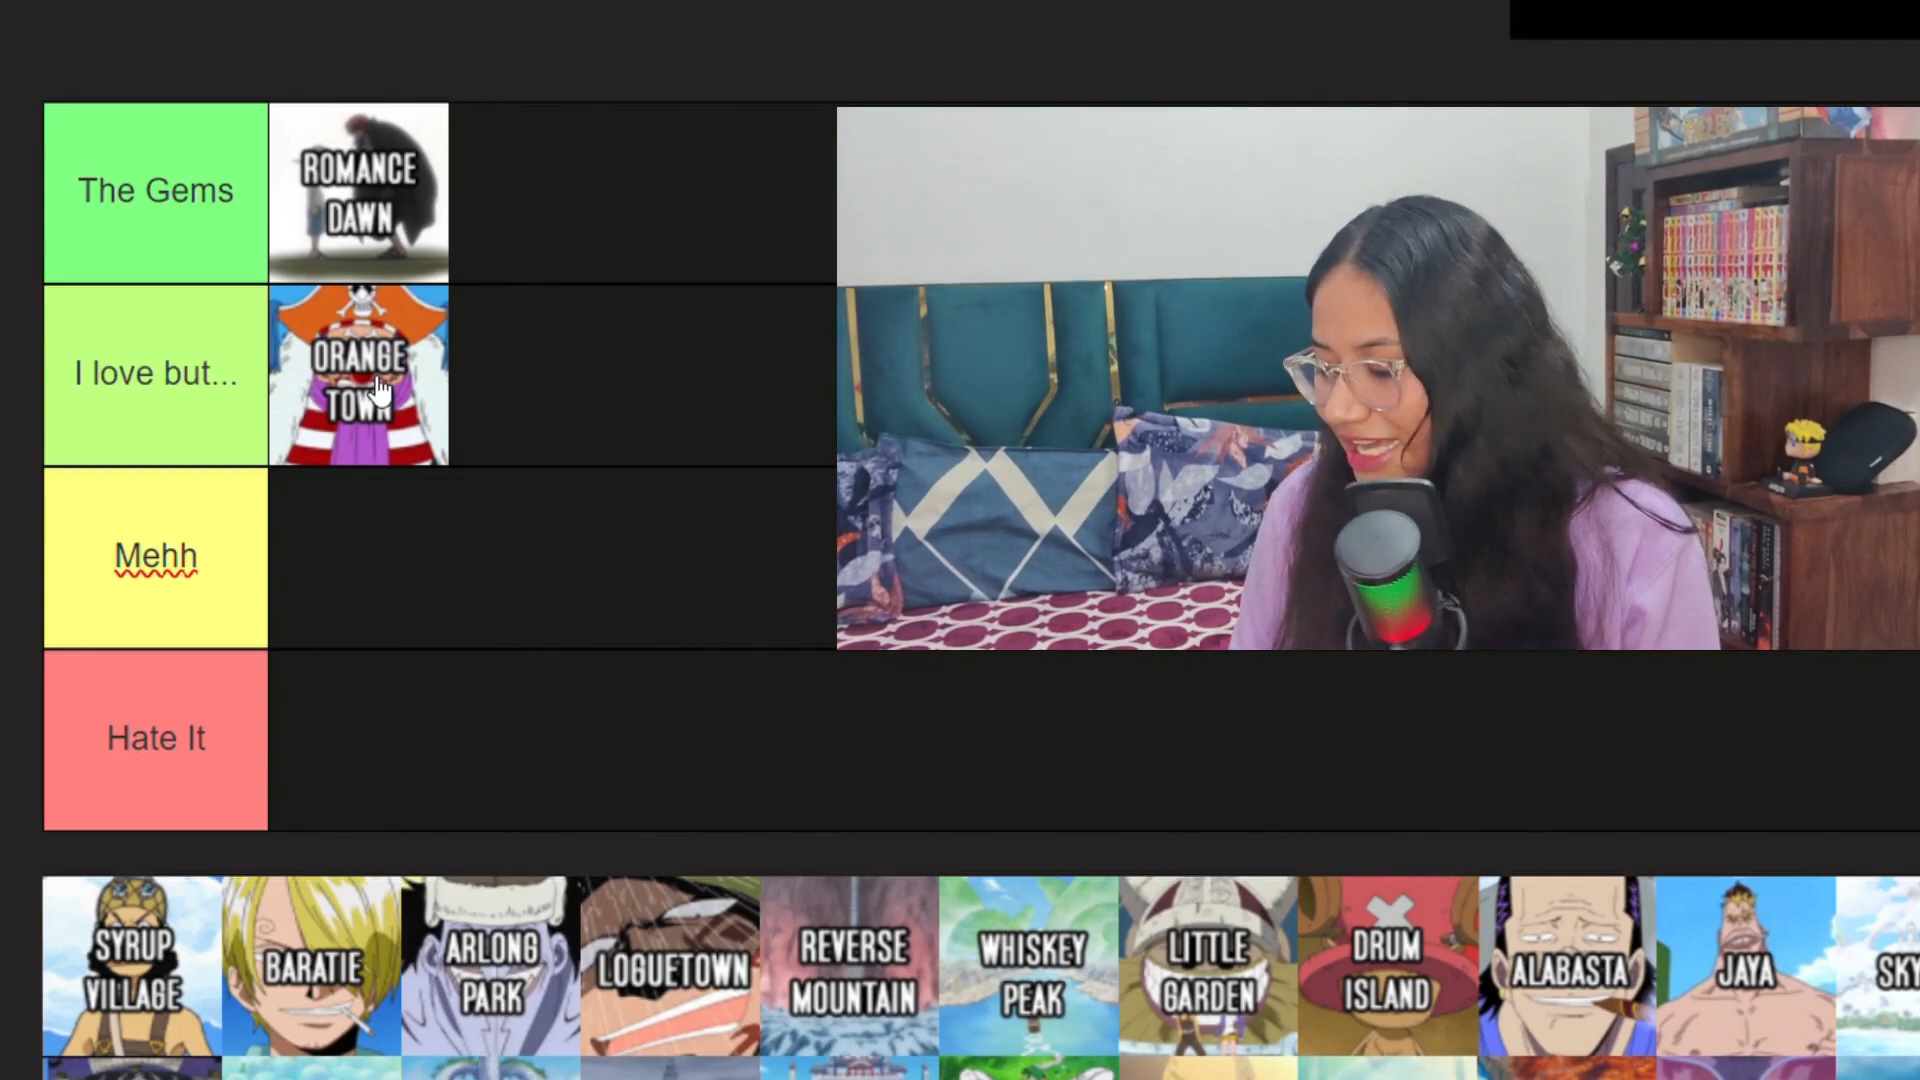 The Gems
ROMANCE
DAWN
I love but...
ORANGE
TOWN
Mehh
Hate It
SYRUP
VILLAGE
BARATIE
ARLONG
PARK
LOGUETOWN
REVERSE
MOUNTAIN
WHISKEY
PEAK
LITTLE
GARDEN
DRUM
ISLAND
ALABASTA
JAYA
SKY